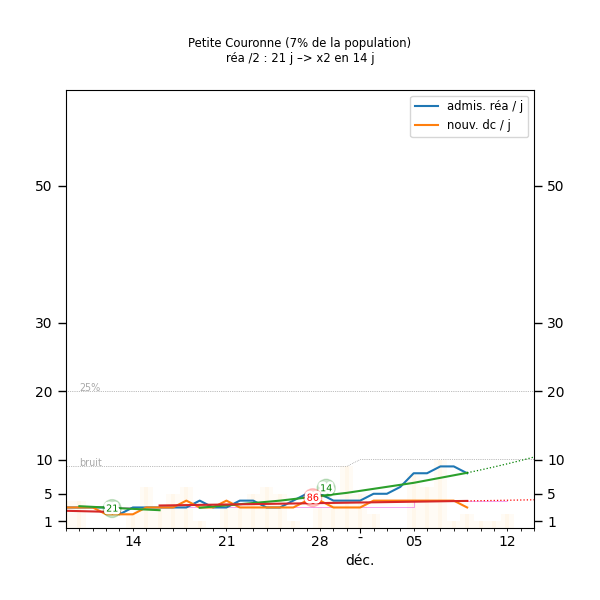 Petite Couronne (7% de la population)
réa /2 : 21 j –> x2 en 14 j
admis. réa / j
nouv. dc / j
50 50
30 30
25%
20 20
bruit
10 10
14
86
5 5
21
1 1
14 21 28 - 05 12
déc.